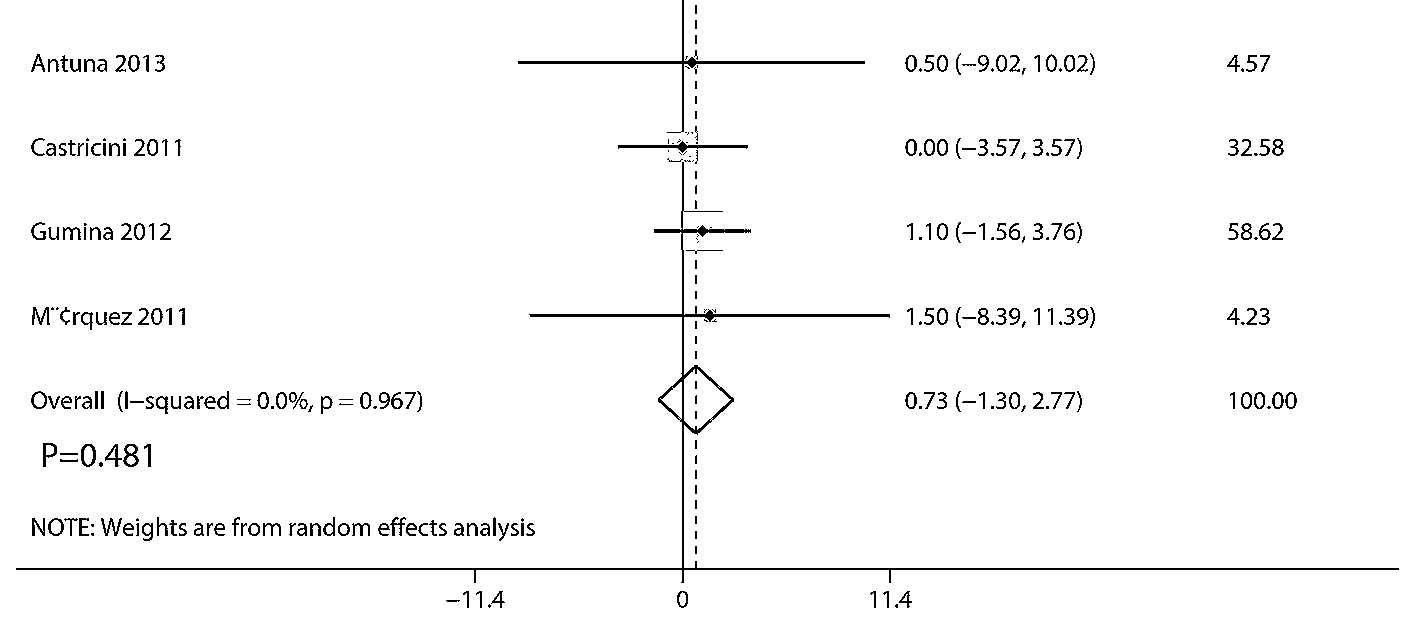 Antuna 2013 0.50 (−9.02, 10.02) 4.57
Castricini 2011 0.00 (−3.57, 3.57) 32.58
Gumina 2012 1.10 (−1.56, 3.76) 58.62
M¨¢rquez 2011 1.50 (−8.39, 11.39) 4.23
Overall (I−squared = 0.0%, p = 0.967) 0.73 (−1.30, 2.77) 100.00
P=0.481
NOTE: Weights are from random effects analysis
−11.4 0 11.4